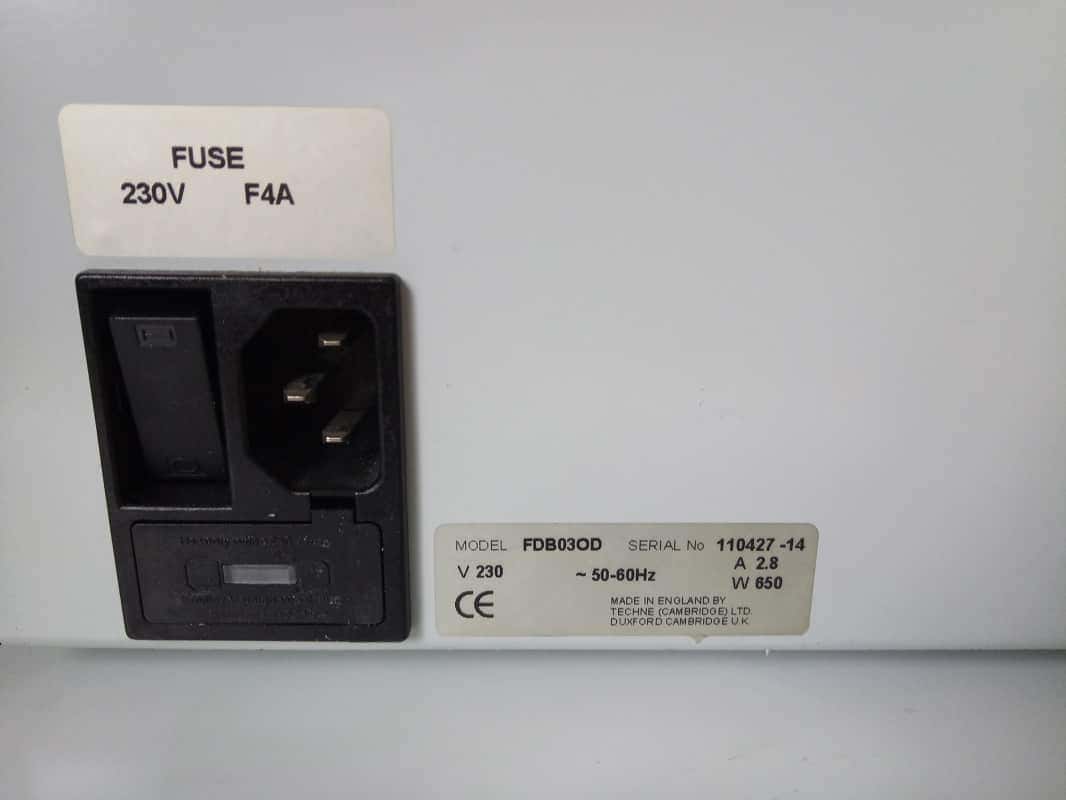 FUSE
230V F4A
MODEL FDB03OD SERIAL No 110427 -14
V 230 ~ 50-60Hz A 2.8
W 650
CE
MADE IN ENGLAND BY
TECHNE (CAMBRIDGE) LTD.
DUXFORD CAMBRIDGE U.K.